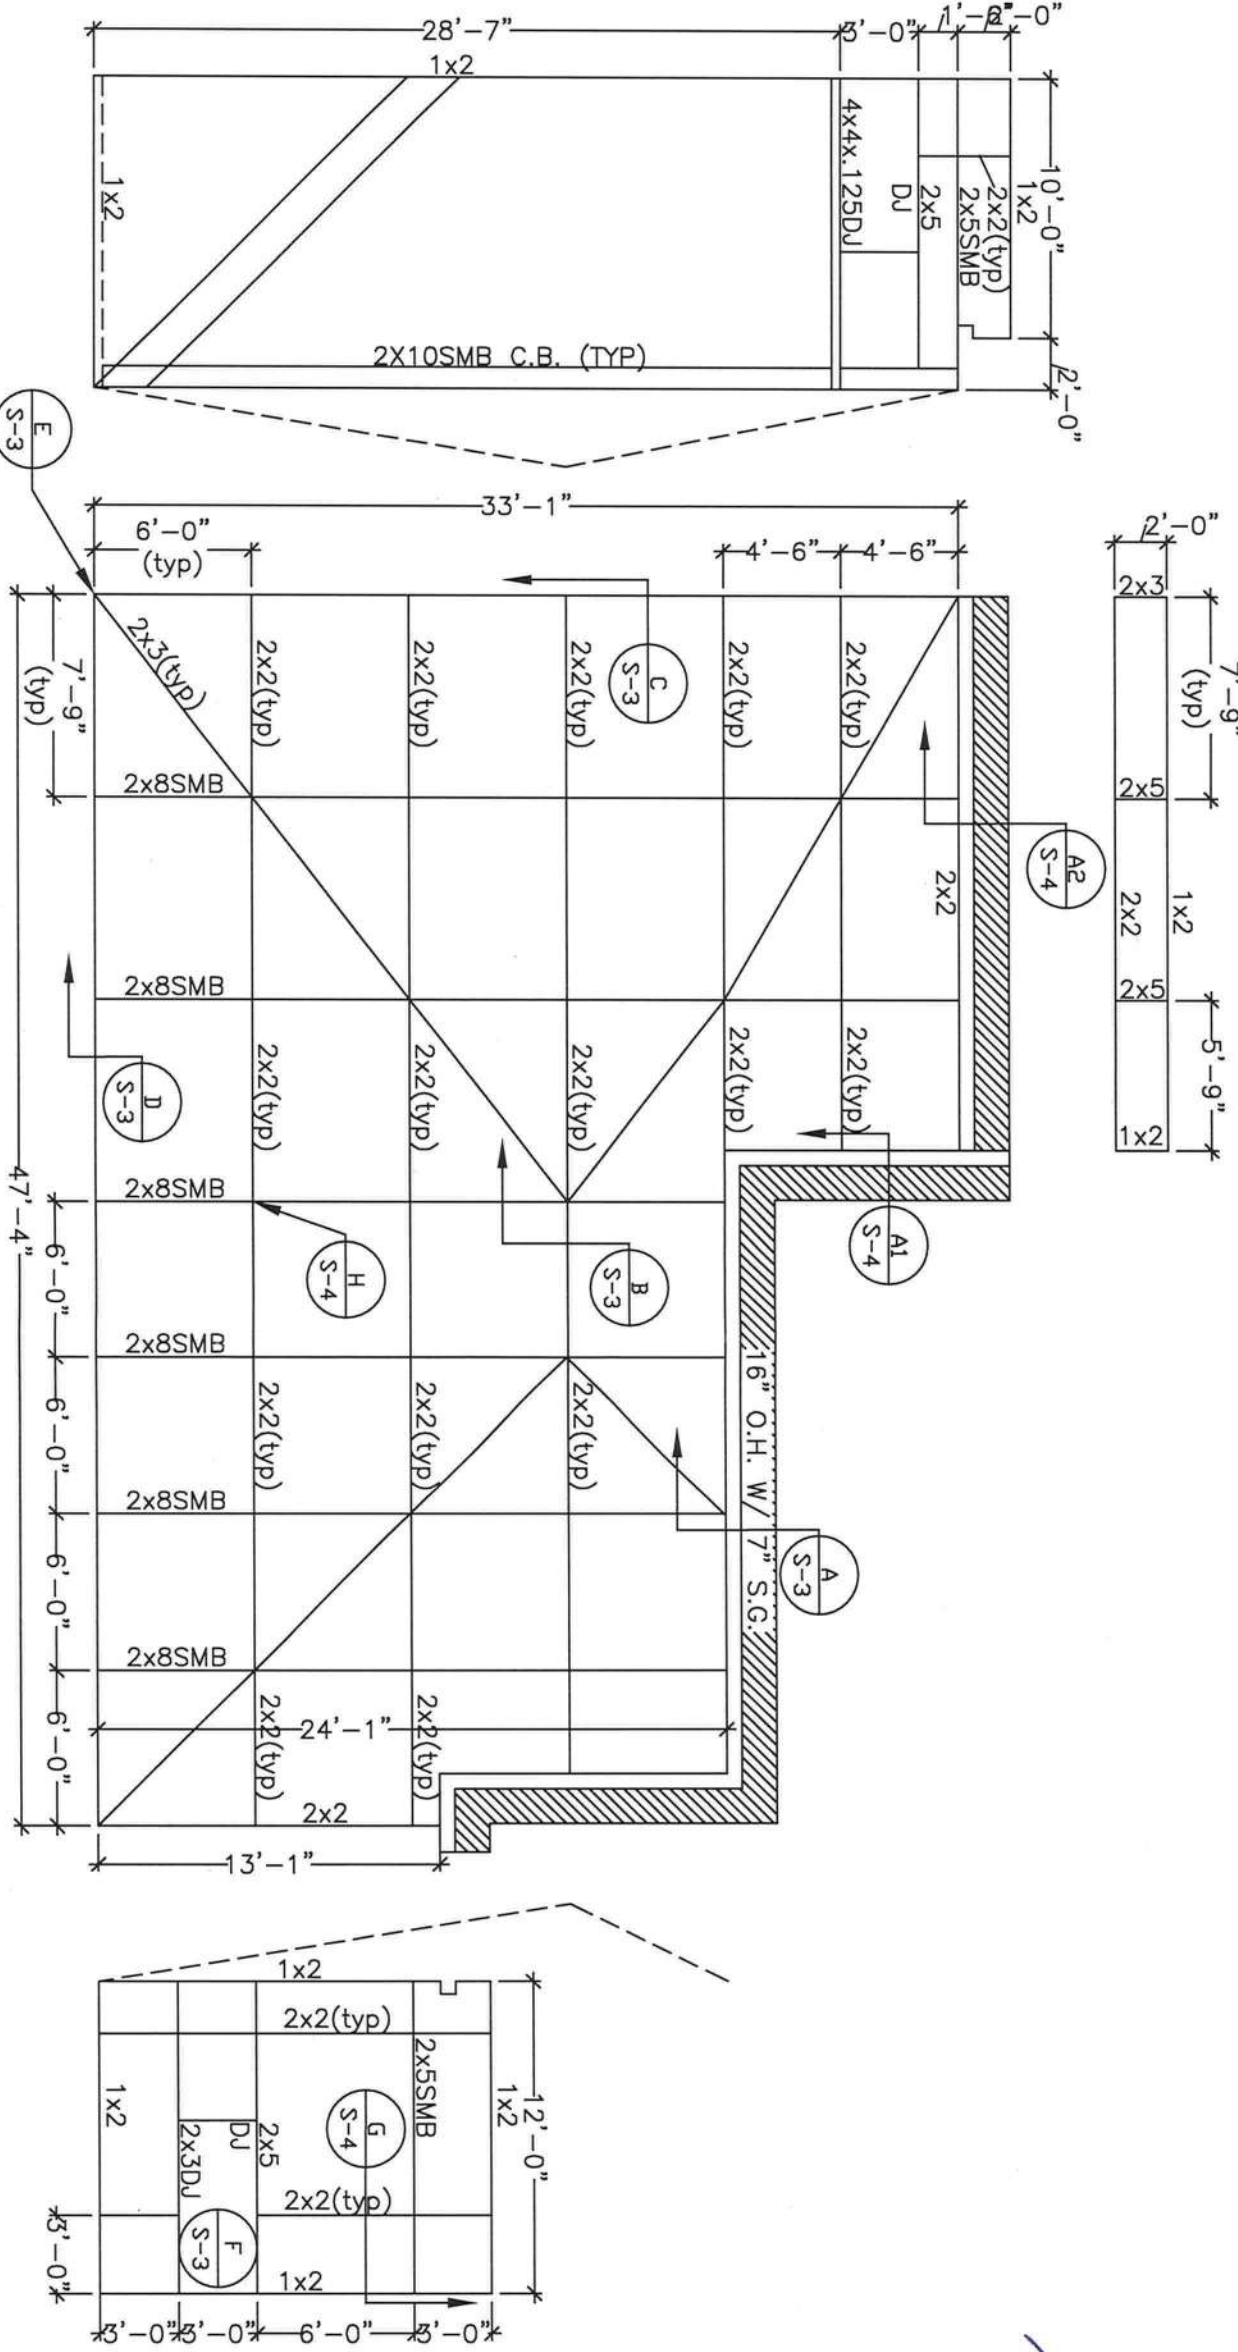 28'-7"
3'-0"
2'-0"
1x2
10'-0"
1x2
2x2(typ)
2x5SMB
2x5
DJ
4x4x.125DJ
1x2
2X10SMB C.B. (TYP)
2'-0"
E
S-3
33'-1"
6'-0"
(typ)
4'-6"
4'-6"
2'-0"
2x3
7'-9"
(typ)
2x5
1x2
2x2
2x5
5'-9"
1x2
C
S-3
2x3(typ)
2x2(typ)
2x2(typ)
2x2(typ)
2x2(typ)
2x2(typ)
7'-9"
(typ)
2x8SMB
A2
S-4
2x2
2x8SMB
D
S-3
2x2(typ)
2x2(typ)
2x2(typ)
2x2(typ)
2x2(typ)
A1
S-4
47'-4"
2x8SMB
6'-0"
H
S-4
B
S-3
2x8SMB
16" O.H. W/ 7" S.G.
6'-0"
2x2(typ)
2x2(typ)
2x2(typ)
2x8SMB
A
S-3
6'-0"
2x8SMB
6'-0"
24'-1"
2x2(typ)
2x2(typ)
2x2
13'-1"
1x2
2x2(typ)
2x5SMB
12'-0"
1x2
1x2
G
S-4
2x5
DJ
2x3DJ
2x2(typ)
F
S-3
3'-0"
1x2
3'-0"
3'-0"
6'-0"
3'-0"